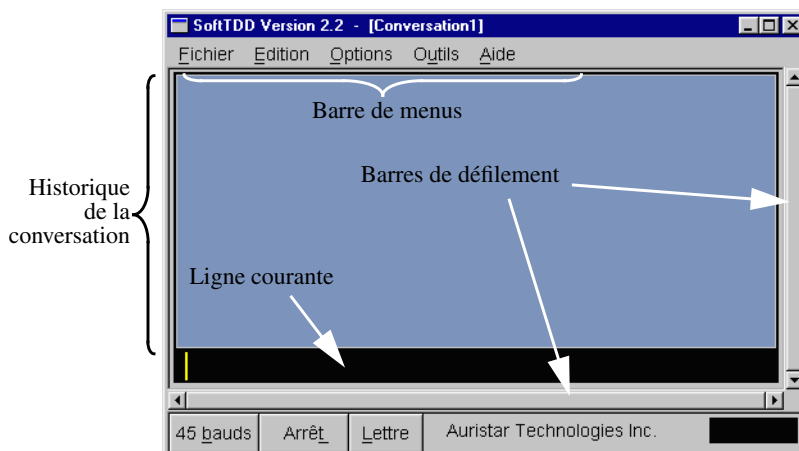 SoftTDD Version 2.2 - [Conversation1]
Fichier Edition Options Outils Aide
Barre de menus
Barres de défilement
Historique
de la
conversation
Ligne courante
45 bauds Arrêt Lettre Auristar Technologies Inc.